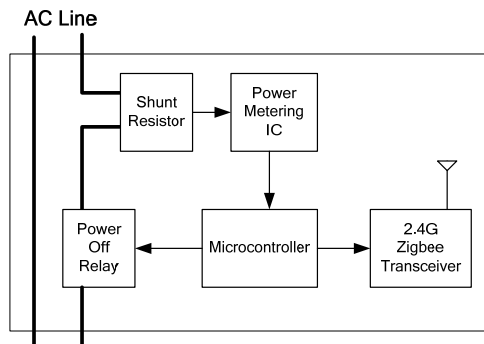 AC Line
Shunt
Resistor
Power
Metering
IC
Power
Off
Relay
Microcontroller
2.4G
Zigbee
Transceiver